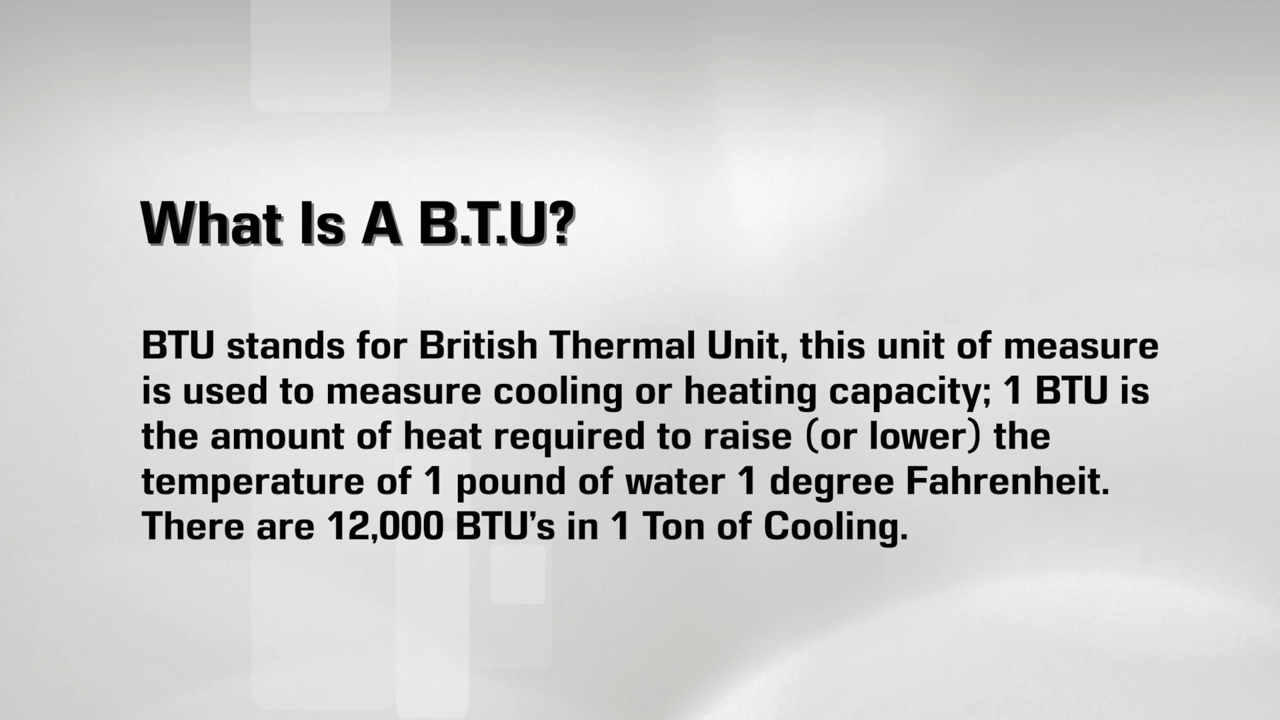 What Is A B.T.U?
BTU stands for British Thermal Unit, this unit of measure
is used to measure cooling or heating capacity; 1 BTU is
the amount of heat required to raise (or lower) the
temperature of 1 pound of water 1 degree Fahrenheit.
There are 12,000 BTU’s in 1 Ton of Cooling.